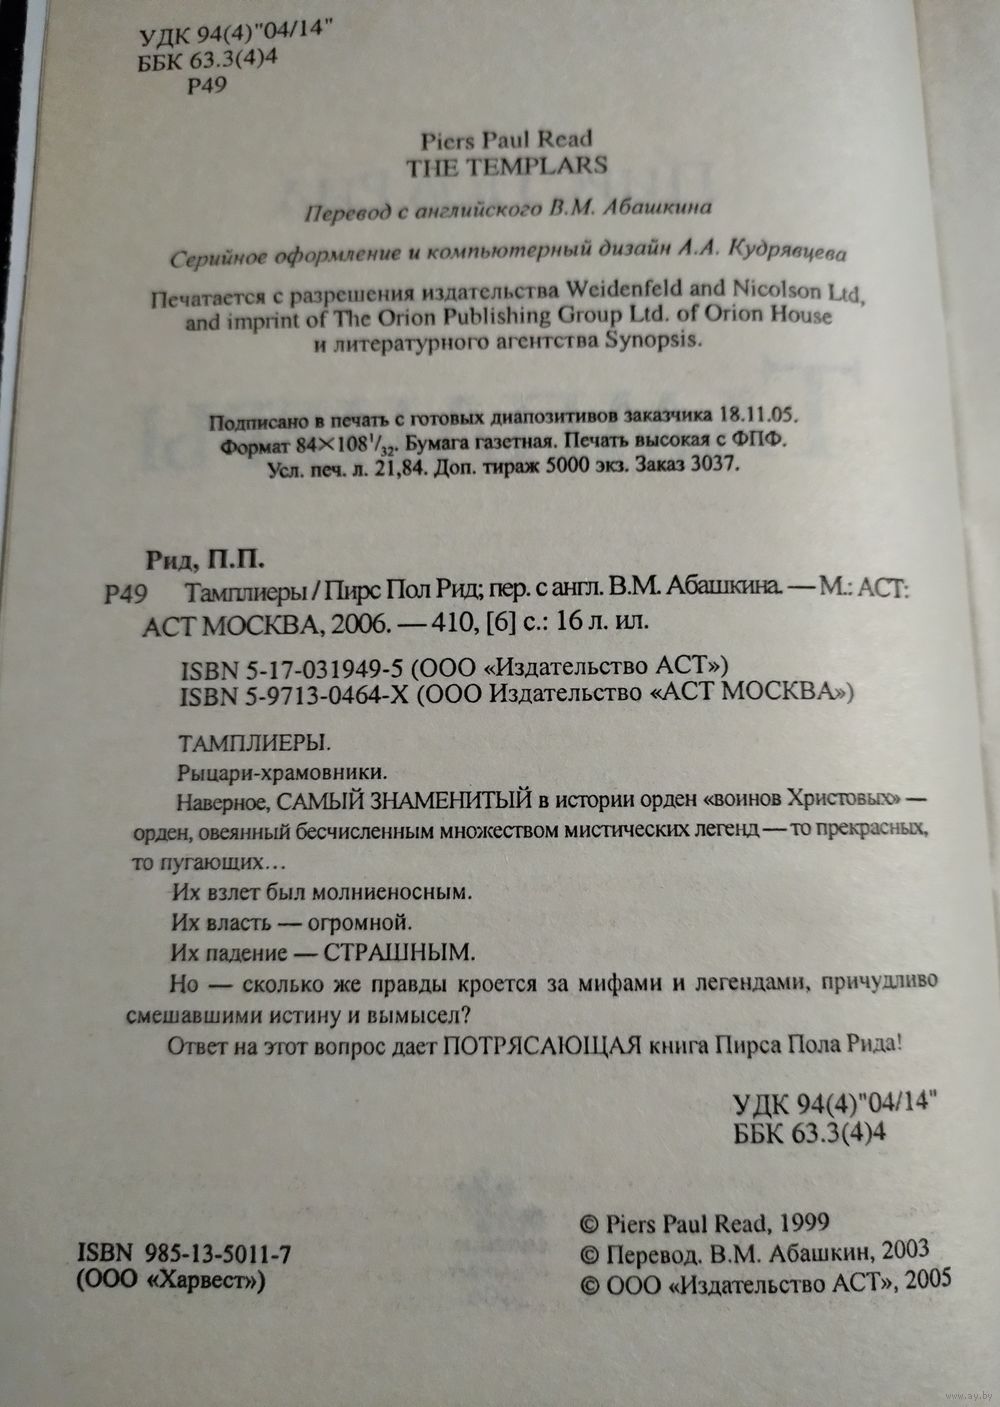 УДК 94(4)"04/14"
ББК 63.3(4)4
Р49
Piers Paul Read
THE TEMPLARS
Перевод с английского В.М. Абашкина
Серийное оформление и компьютерный дизайн А.А. Кудрявцева
Печатается с разрешения издательства Weidenfeld and Nicolson Ltd,
and imprint of The Orion Publishing Group Ltd. of Orion House
и литературного агентства Synopsis.
Подписано в печать с готовых диапозитивов заказчика 18.11.05.
Формат 84×108¹/₃₂. Бумага газетная. Печать высокая с ФПФ.
Усл. печ. л. 21,84. Доп. тираж 5000 экз. Заказ 3037.
Рид, П.П.
Р49 Тамплиеры / Пирс Пол Рид; пер. с англ. В.М. Абашкина. — М.: АСТ:
АСТ МОСКВА, 2006. — 410, [6] с.: 16 л. ил.
ISBN 5-17-031949-5 (ООО «Издательство АСТ»)
ISBN 5-9713-0464-X (ООО Издательство «АСТ МОСКВА»)
ТАМПЛИЕРЫ.
Рыцари-храмовники.
Наверное, САМЫЙ ЗНАМЕНИТЫЙ в истории орден «воинов Христовых» —
орден, овеянный бесчисленным множеством мистических легенд — то прекрасных,
то пугающих...
Их взлет был молниеносным.
Их власть — огромной.
Их падение — СТРАШНЫМ.
Но — сколько же правды кроется за мифами и легендами, причудливо
смешавшими истину и вымысел?
Ответ на этот вопрос дает ПОТРЯСАЮЩАЯ книга Пирса Пола Рида!
УДК 94(4)"04/14"
ББК 63.3(4)4
ISBN 985-13-5011-7
(ООО «Харвест»)
© Piers Paul Read, 1999
© Перевод. В.М. Абашкин, 2003
© ООО «Издательство АСТ», 2005
www.ay.by